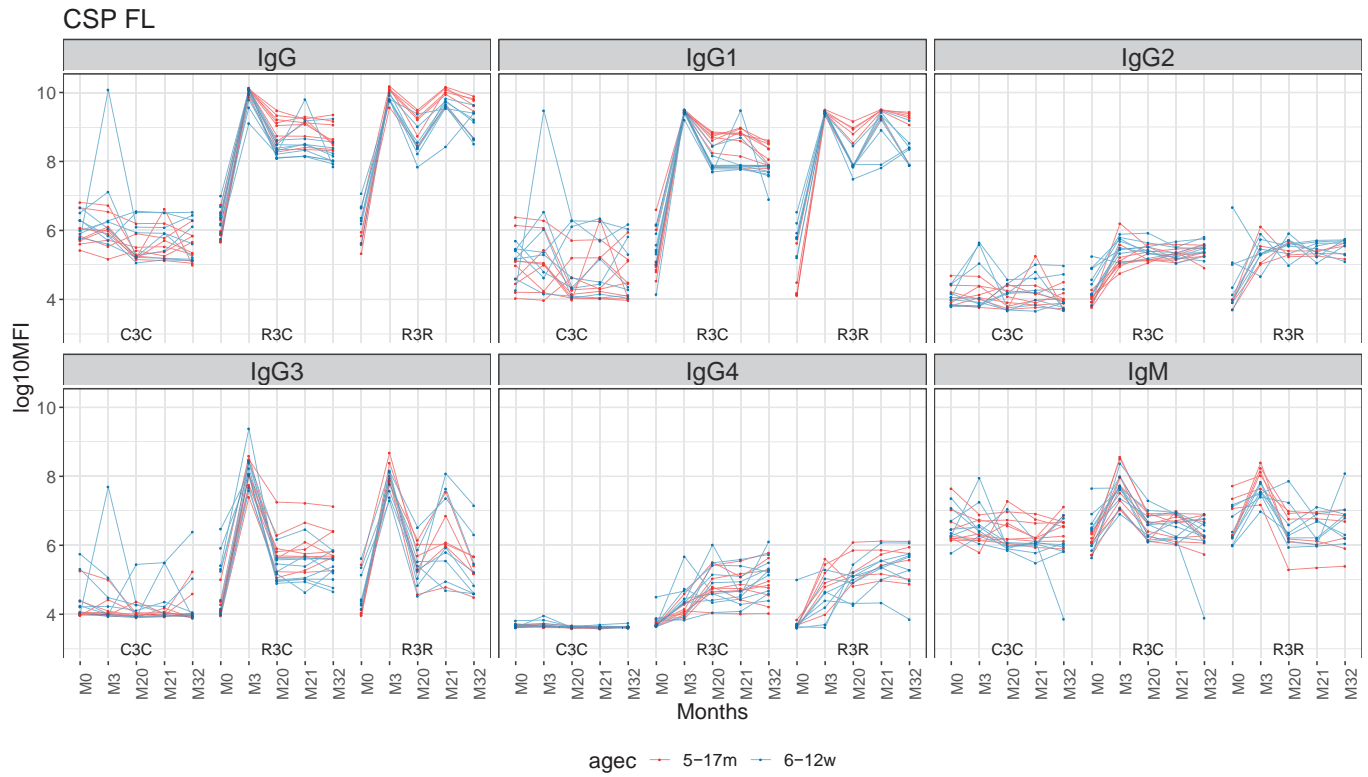 CSP FL
IgG IgG1 IgG2
10
8
6
4
C3C R3C R3R C3C R3C R3R C3C R3C R3R
IgG3 IgG4 IgM
10
8
6
4
C3C R3C R3R C3C R3C R3R C3C R3C R3R
log10MFI
M0 M3 M20 M21 M32 M0 M3 M20 M21 M32 M0 M3 M20 M21 M32 M0 M3 M20 M21 M32 M0 M3 M20 M21 M32 M0 M3 M20 M21 M32 M0 M3 M20 M21 M32 M0 M3 M20 M21 M32 M0 M3 M20 M21 M32
Months
agec 5−17m 6−12w